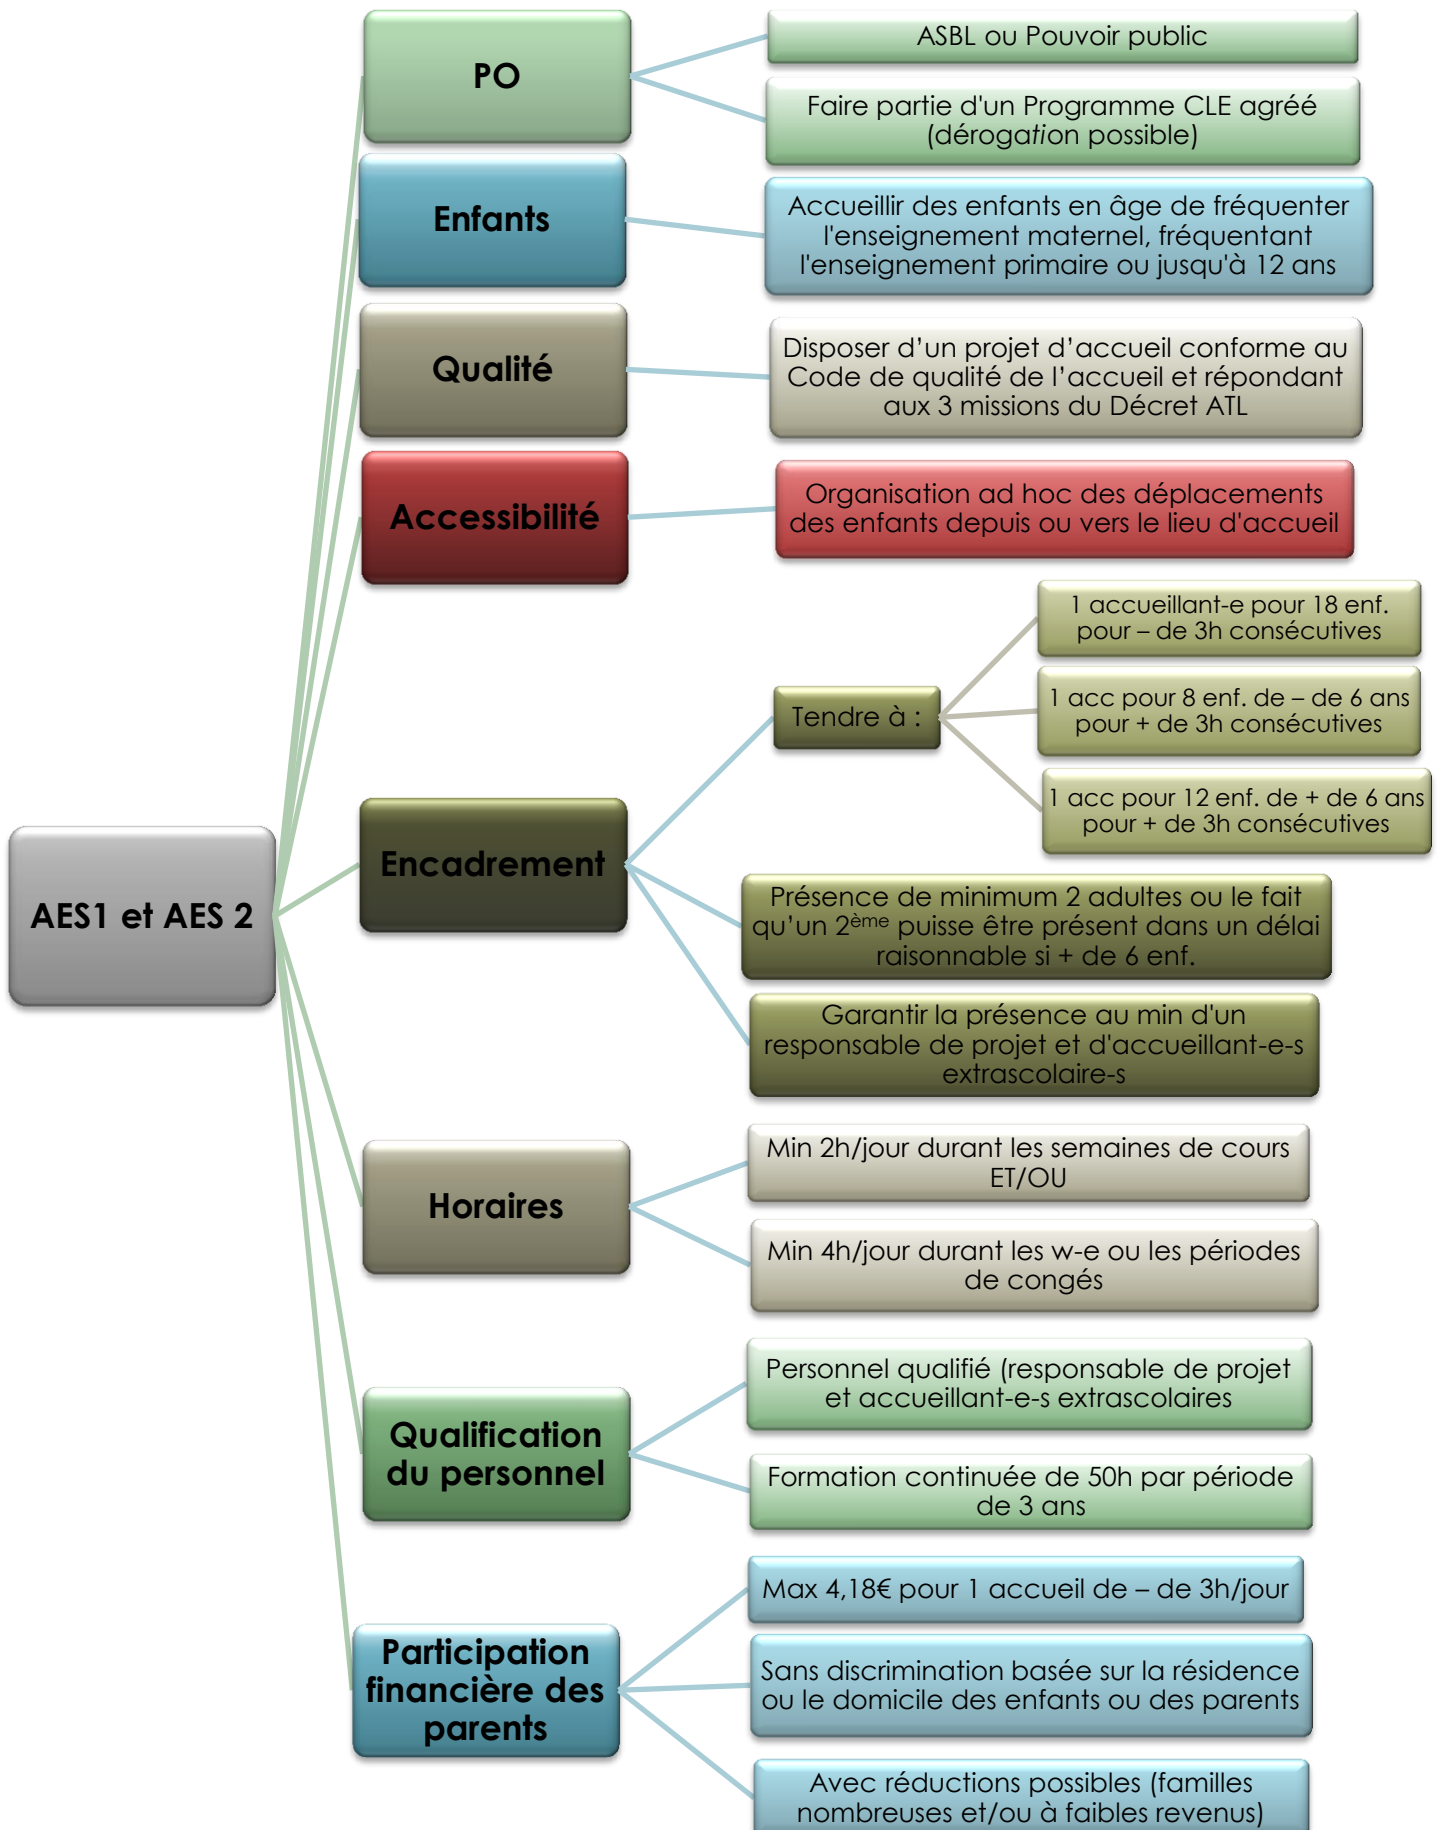 PO
ASBL ou Pouvoir public
Faire partie d'un Programme CLE agréé
(dérogation possible)
Enfants
Accueillir des enfants en âge de fréquenter
l'enseignement maternel, fréquentant
l'enseignement primaire ou jusqu'à 12 ans
Qualité
Disposer d’un projet d’accueil conforme au
Code de qualité de l’accueil et répondant
aux 3 missions du Décret ATL
Accessibilité
Organisation ad hoc des déplacements
des enfants depuis ou vers le lieu d'accueil
AES1 et AES 2
Encadrement
Tendre à :
1 accueillant-e pour 18 enf.
pour – de 3h consécutives
1 acc pour 8 enf. de – de 6 ans
pour + de 3h consécutives
1 acc pour 12 enf. de + de 6 ans
pour + de 3h consécutives
Présence de minimum 2 adultes ou le fait
qu’un 2ème puisse être présent dans un délai
raisonnable si + de 6 enf.
Garantir la présence au min d'un
responsable de projet et d'accueillant-e-s
extrascolaire-s
Horaires
Min 2h/jour durant les semaines de cours
ET/OU
Min 4h/jour durant les w-e ou les périodes
de congés
Qualification
du personnel
Personnel qualifié (responsable de projet
et accueillant-e-s extrascolaires
Formation continuée de 50h par période
de 3 ans
Participation
financière des
parents
Max 4,18€ pour 1 accueil de – de 3h/jour
Sans discrimination basée sur la résidence
ou le domicile des enfants ou des parents
Avec réductions possibles (familles
nombreuses et/ou à faibles revenus)